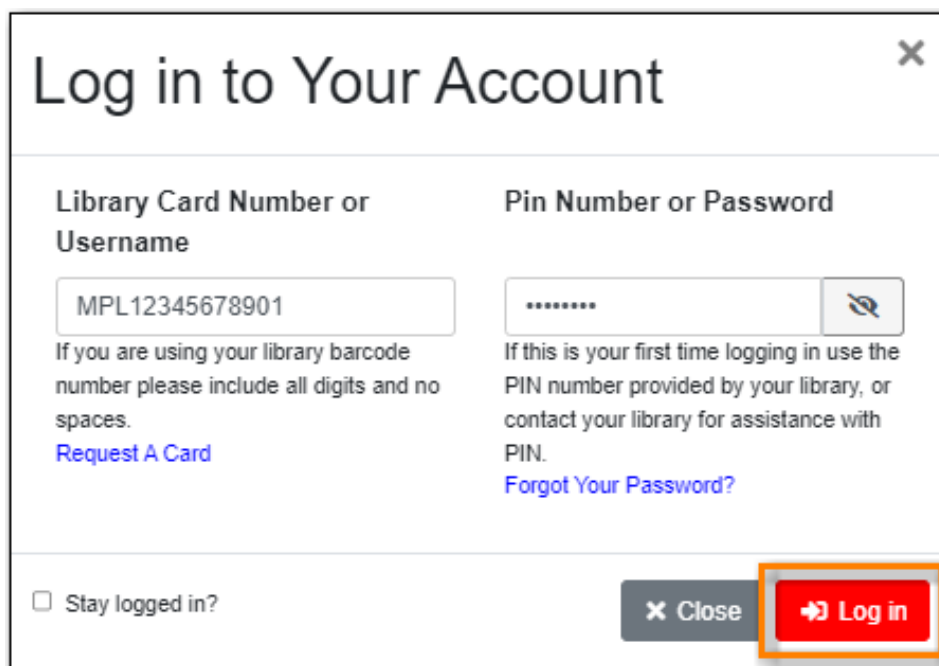 Log in to Your Account
Library Card Number or
Username
MPL12345678901
If you are using your library barcode
number please include all digits and no
spaces.
Request A Card
Pin Number or Password
••••••••
If this is your first time logging in use the
PIN number provided by your library, or
contact your library for assistance with
PIN.
Forgot Your Password?
Stay logged in?
Close
Log in